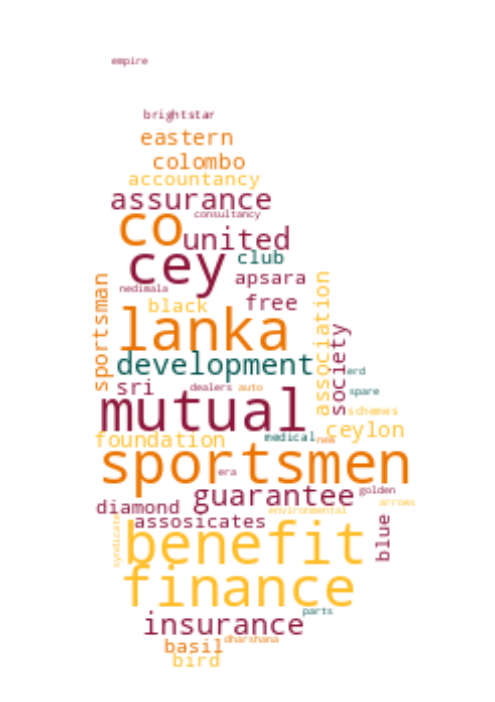 empire
brightstar
eastern
colombo
accountancy
assurance
consultancy
co
united
cey
club
apsara
nedimala
black
free
sportsman
association
lanka
society
development
erd
sri
dealers
auto
spare
mutual
schemes
foundation
medical
new
ceylon
sportsmen
era
guarantee
golden
diamond
arrows
environmental
assosicates
syndicate
blue
benefit
finance
parts
insurance
dharshana
basil
bird